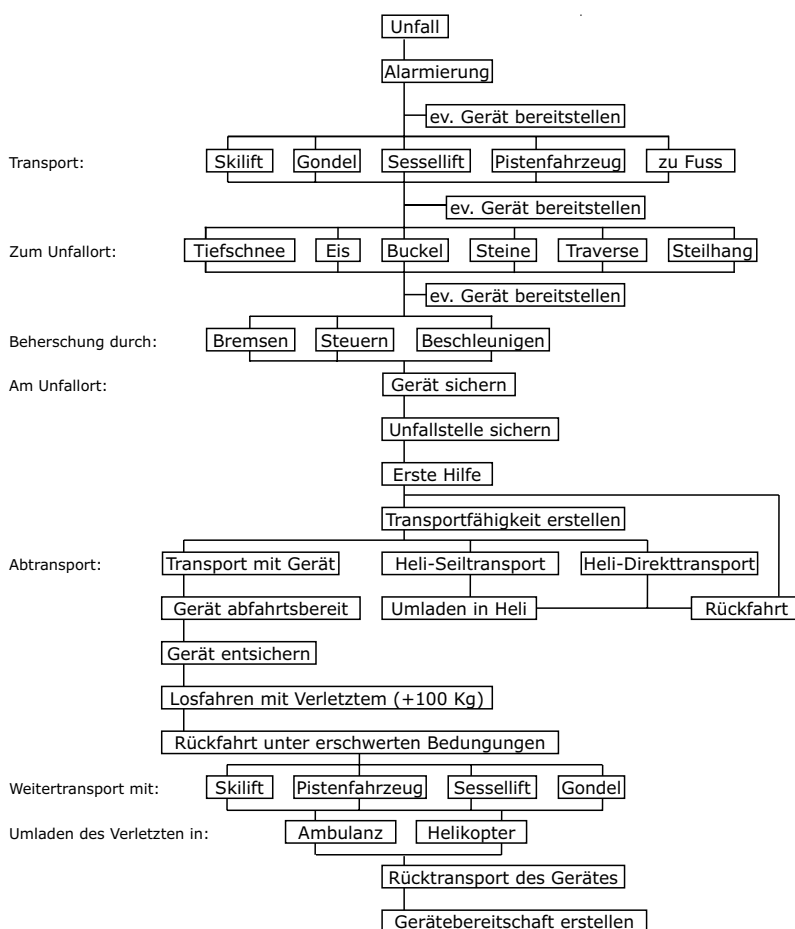 Unfall
Alarmierung
ev. Gerät bereitstellen
Transport: Skilift Gondel Sessellift Pistenfahrzeug zu Fuss
ev. Gerät bereitstellen
Zum Unfallort: Tiefschnee Eis Buckel Steine Traverse Steilhang
ev. Gerät bereitstellen
Beherschung durch: Bremsen Steuern Beschleunigen
Am Unfallort: Gerät sichern
Unfallstelle sichern
Erste Hilfe
Transportfähigkeit erstellen
Abtransport: Transport mit Gerät Heli-Seiltransport Heli-Direkttransport
Gerät abfahrtsbereit Umladen in Heli Rückfahrt
Gerät entsichern
Losfahren mit Verletztem (+100 Kg)
Rückfahrt unter erschwerten Bedungungen
Weitertransport mit: Skilift Pistenfahrzeug Sessellift Gondel
Umladen des Verletzten in: Ambulanz Helikopter
Rücktransport des Gerätes
Gerätebereitschaft erstellen